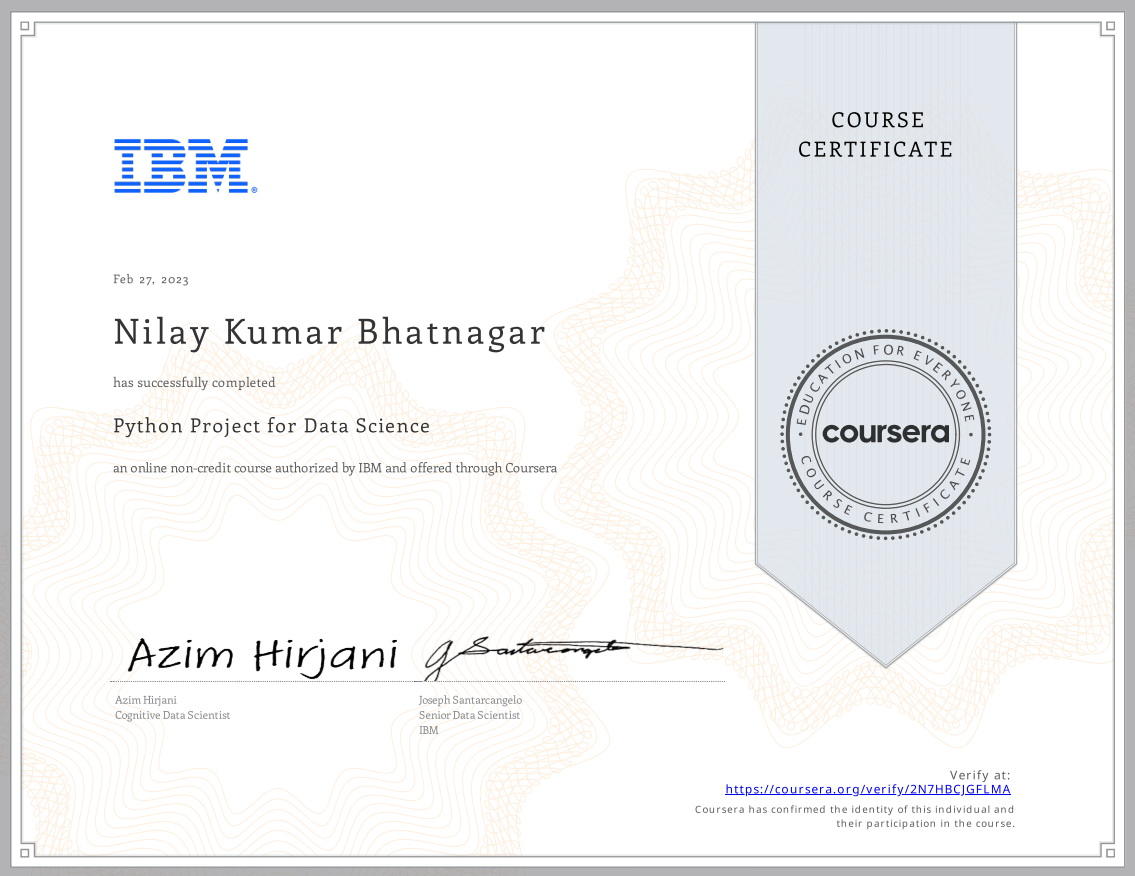 IBM®
COURSE
CERTIFICATE
Feb 27, 2023
Nilay Kumar Bhatnagar
has successfully completed
Python Project for Data Science
an online non-credit course authorized by IBM and offered through Coursera
EDUCATION FOR EVERYONE
coursera
COURSE CERTIFICATE
Azim Hirjani
J Santarcangelo
Azim Hirjani
Cognitive Data Scientist
Joseph Santarcangelo
Senior Data Scientist
IBM
Verify at:
https://coursera.org/verify/2N7HBCJGFLMA
Coursera has confirmed the identity of this individual and
their participation in the course.